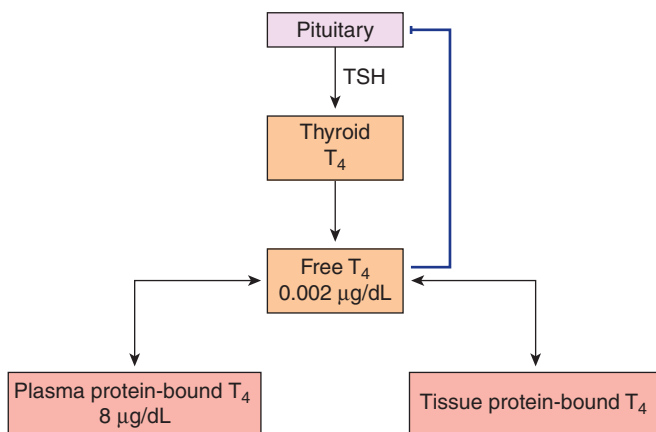 Pituitary
TSH
Thyroid
T₄
Free T₄
0.002 μg/dL
Plasma protein-bound T₄
8 μg/dL
Tissue protein-bound T₄